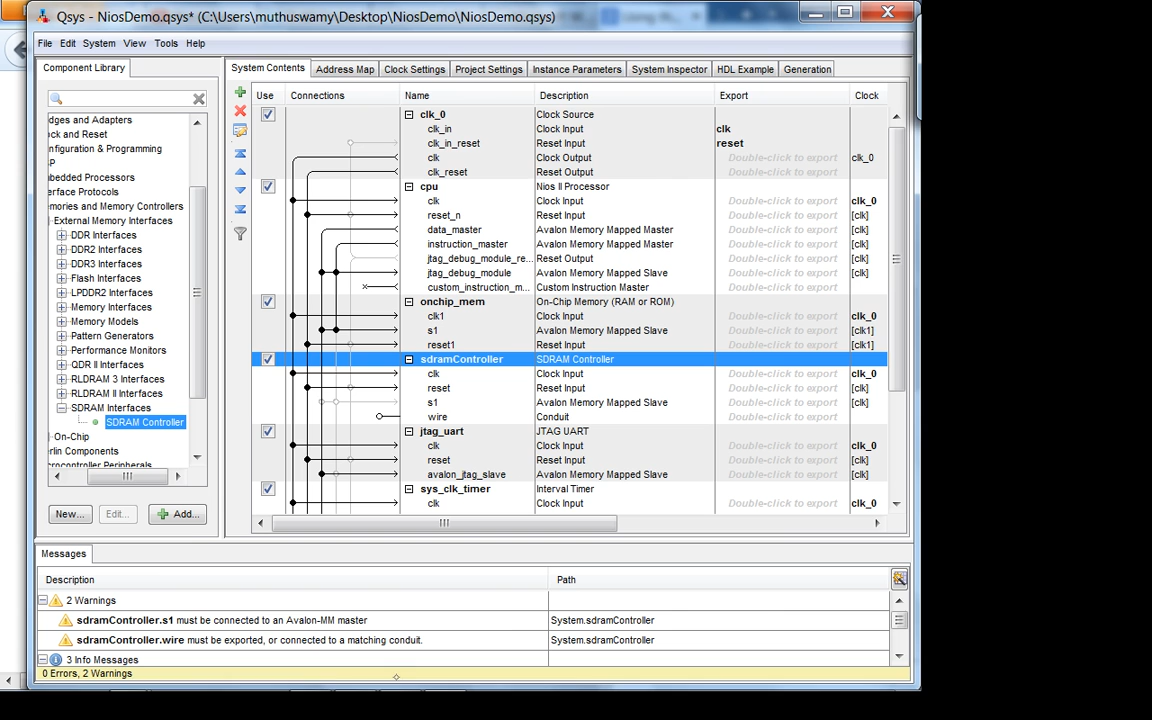 Qsys - NiosDemo.qsys* (C:\Users\muthuswamy\Desktop\NiosDemo\NiosDemo.qsys)
File Edit System View Tools Help
Component Library
System Contents Address Map Clock Settings Project Settings Instance Parameters System Inspector HDL Example Generation
Use Connections Name Description Export Clock
dges and Adapters
ock and Reset
nfiguration & Programming
P
mbedded Processors
terface Protocols
emories and Memory Controllers
External Memory Interfaces
DDR Interfaces
DDR2 Interfaces
DDR3 Interfaces
Flash Interfaces
LPDDR2 Interfaces
Memory Interfaces
Memory Models
Pattern Generators
Performance Monitors
QDR II Interfaces
RLDRAM 3 Interfaces
RLDRAM II Interfaces
SDRAM Interfaces
SDRAM Controller
On-Chip
erlin Components
icrocontroller Peripherals
New... Edit... Add...
clk_0 Clock Source
clk_in Clock Input clk
clk_in_reset Reset Input reset
clk Clock Output Double-click to export clk_0
clk_reset Reset Output Double-click to export
cpu Nios II Processor
clk Clock Input Double-click to export clk_0
reset_n Reset Input Double-click to export [clk]
data_master Avalon Memory Mapped Master Double-click to export [clk]
instruction_master Avalon Memory Mapped Master Double-click to export [clk]
jtag_debug_module_re... Reset Output Double-click to export [clk]
jtag_debug_module Avalon Memory Mapped Slave Double-click to export [clk]
custom_instruction_m... Custom Instruction Master Double-click to export
onchip_mem On-Chip Memory (RAM or ROM)
clk1 Clock Input Double-click to export clk_0
s1 Avalon Memory Mapped Slave Double-click to export [clk1]
reset1 Reset Input Double-click to export [clk1]
sdramController SDRAM Controller
clk Clock Input Double-click to export clk_0
reset Reset Input Double-click to export [clk]
s1 Avalon Memory Mapped Slave Double-click to export [clk]
wire Conduit Double-click to export
jtag_uart JTAG UART
clk Clock Input Double-click to export clk_0
reset Reset Input Double-click to export [clk]
avalon_jtag_slave Avalon Memory Mapped Slave Double-click to export [clk]
sys_clk_timer Interval Timer
clk Clock Input Double-click to export clk_0
Messages
Description Path
2 Warnings
sdramController.s1 must be connected to an Avalon-MM master System.sdramController
sdramController.wire must be exported, or connected to a matching conduit. System.sdramController
3 Info Messages
0 Errors, 2 Warnings